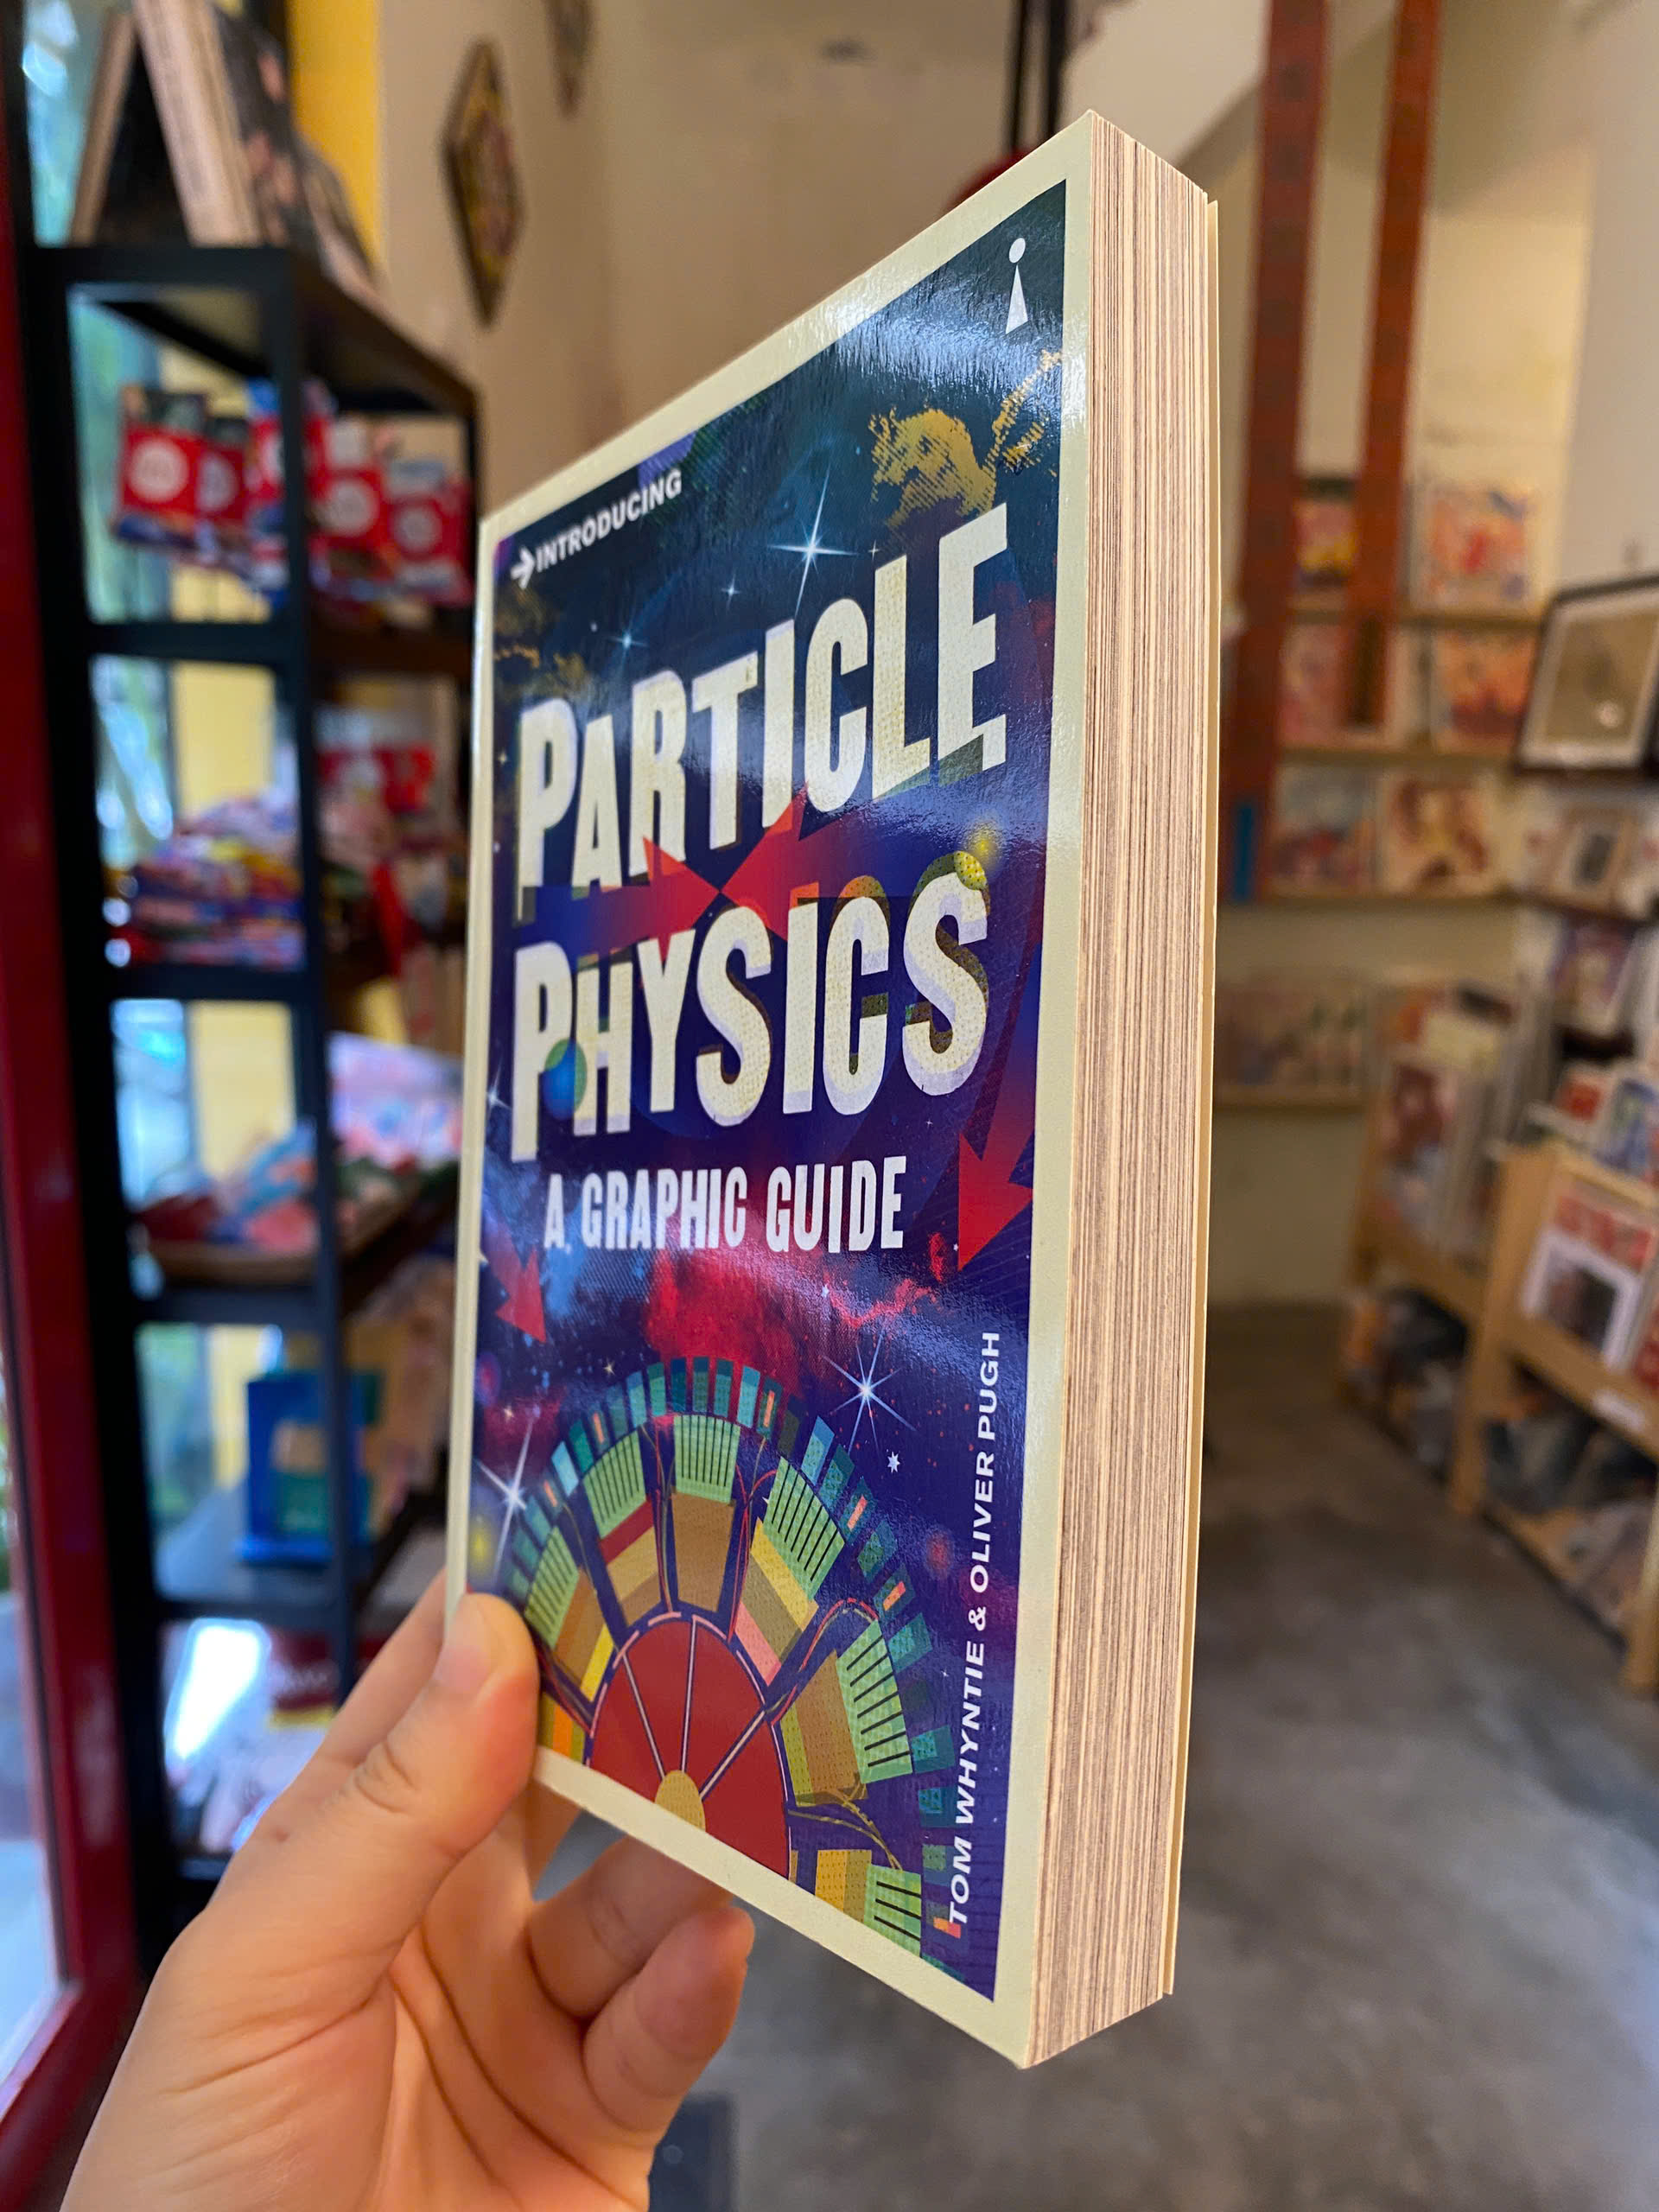 →INTRODUCING
PARTICLE
PHYSICS
A GRAPHIC GUIDE
TOM WHYNTIE & OLIVER PUGH